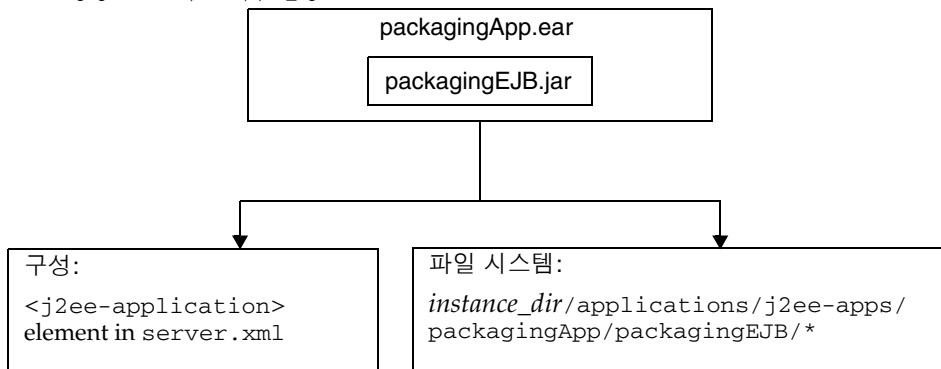 packagingApp.ear
packagingEJB.jar
구성:
<j2ee-application>
element in server.xml
파일 시스템:
instance_dir/applications/j2ee-apps/
packagingApp/packagingEJB/*